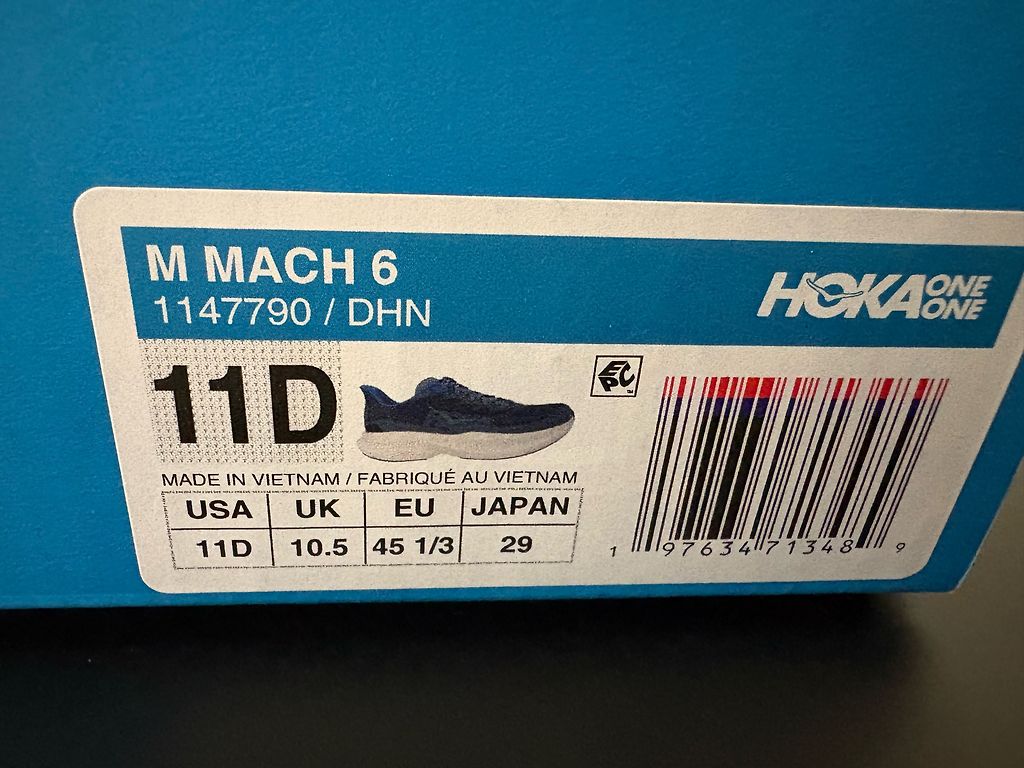 M MACH 6
1147790 / DHN
HOKA ONE ONE
11D
EPC™
MADE IN VIETNAM / FABRIQUÉ AU VIETNAM
USA UK EU JAPAN
11D 10.5 45 1/3 29
1 97634 71348 9